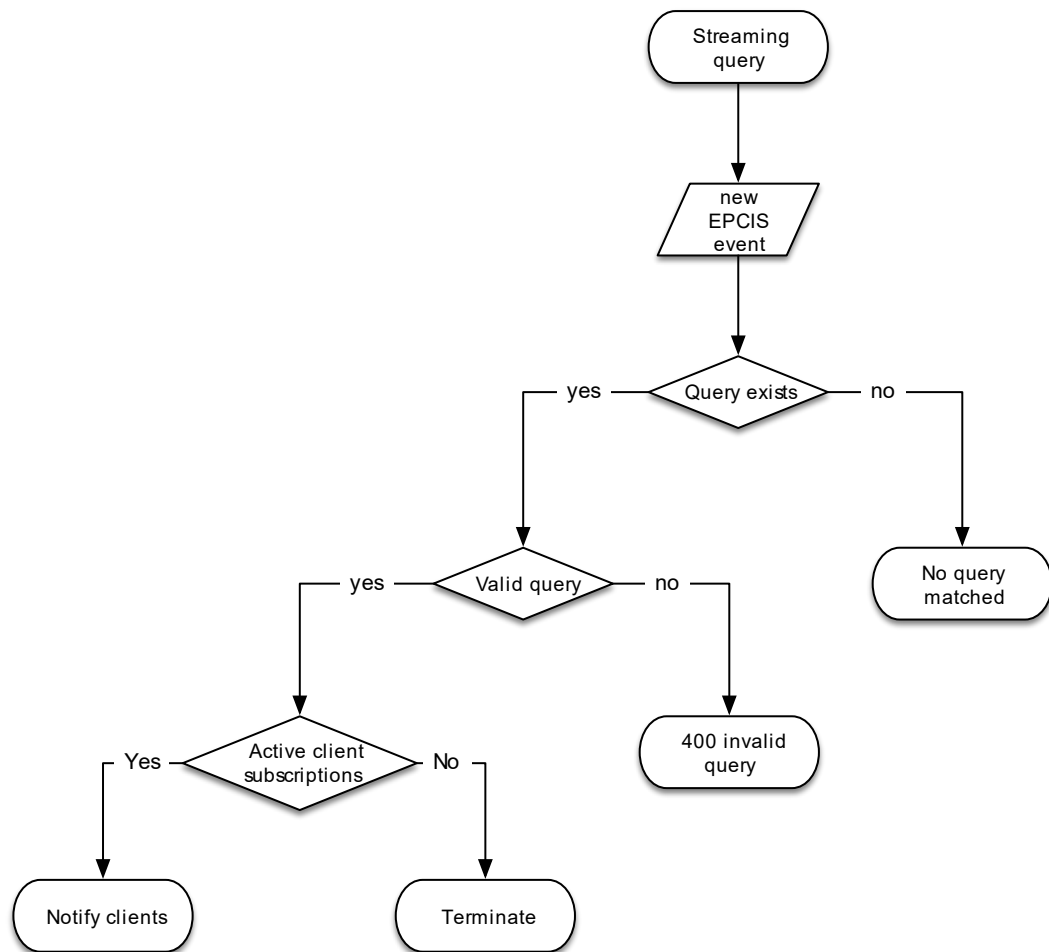 Streaming
query
new
EPCIS
event
yes
Query exists
no
yes
Valid query
no
No query
matched
Yes
Active client
subscriptions
No
400 invalid
query
Notify clients
Terminate